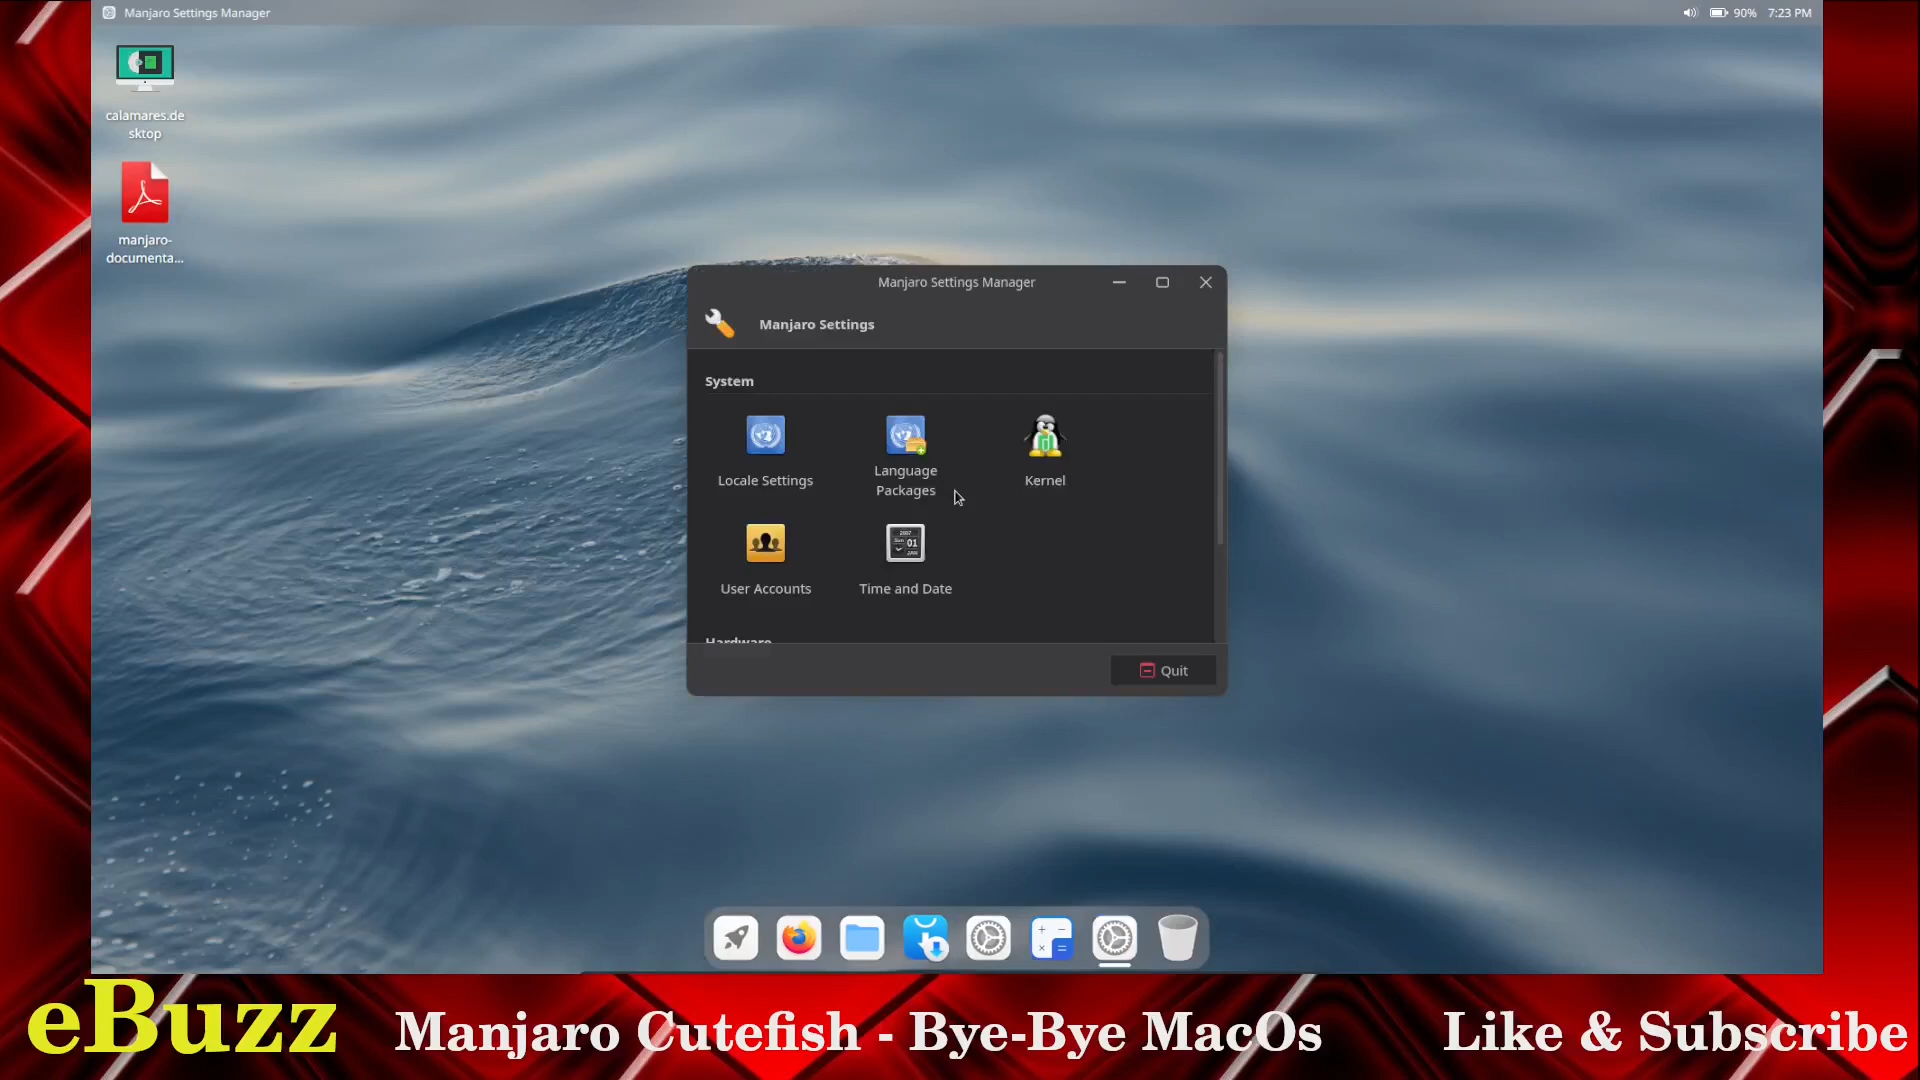 Manjaro Settings Manager
90%
7:23 PM
calamares.de
sktop
manjaro-
documenta...
Manjaro Settings Manager
Manjaro Settings
System
Locale Settings
Language
Packages
Kernel
User Accounts
Time and Date
Hardware
Quit
eBuzz
Manjaro Cutefish - Bye-Bye MacOs
Like & Subscribe